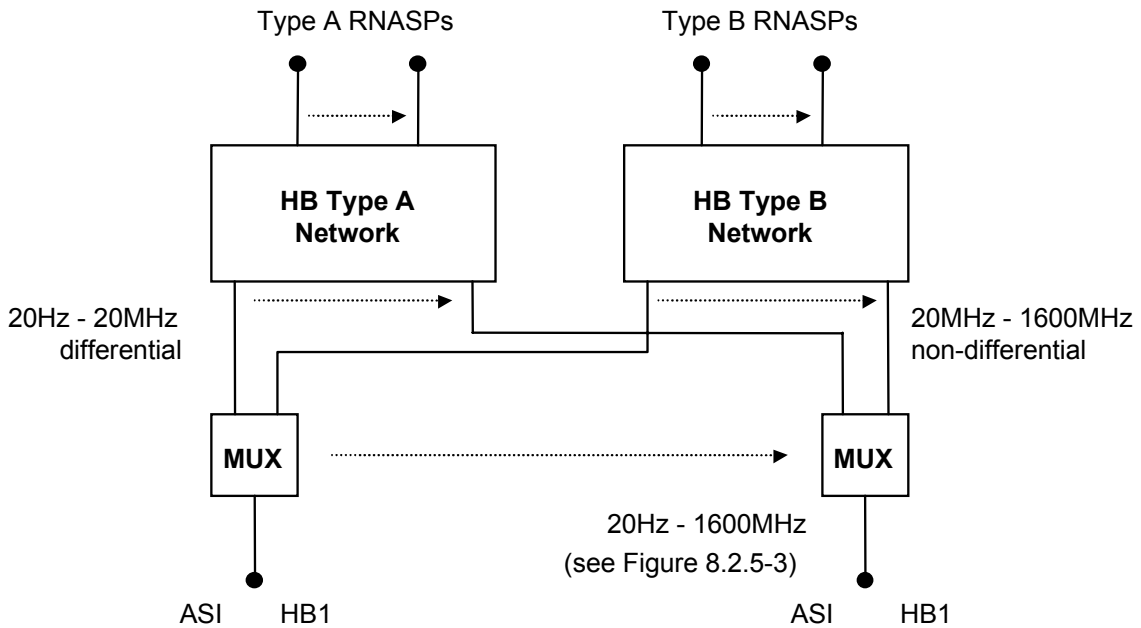 Type A RNASPs
Type B RNASPs
HB Type A
Network
HB Type B
Network
20Hz - 20MHz
differential
20MHz - 1600MHz
non-differential
MUX
MUX
20Hz - 1600MHz
(see Figure 8.2.5-3)
ASI HB1
ASI HB1